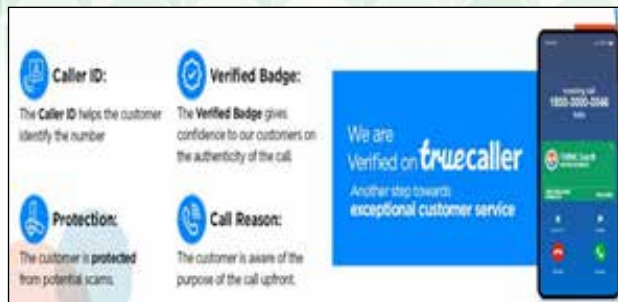 Caller ID:
The Caller ID helps the customer
identify the number
Verified Badge:
The Verified Badge gives
confidence to our customers on
the authenticity of the call.
Protection:
The customer is protected
from potential scams.
Call Reason:
The customer is aware of the
purpose of the call upfront.
We are
Verified on truecaller
Another step towards
exceptional customer service
Incoming call
India